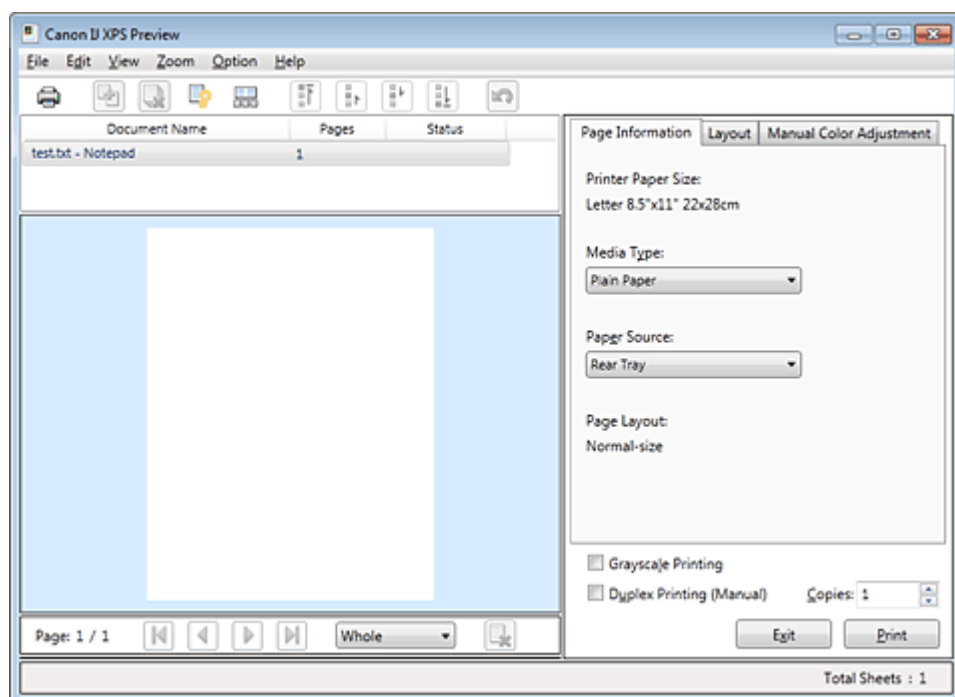 Canon IJ XPS Preview
File Edit View Zoom Option Help
Document Name Pages Status
test.txt - Notepad 1
Page Information Layout Manual Color Adjustment
Printer Paper Size:
Letter 8.5"x11" 22x28cm
Media Type:
Plain Paper
Paper Source:
Rear Tray
Page Layout:
Normal-size
Grayscale Printing
Duplex Printing (Manual) Copies: 1
Page: 1 / 1 Whole
Exit Print
Total Sheets : 1